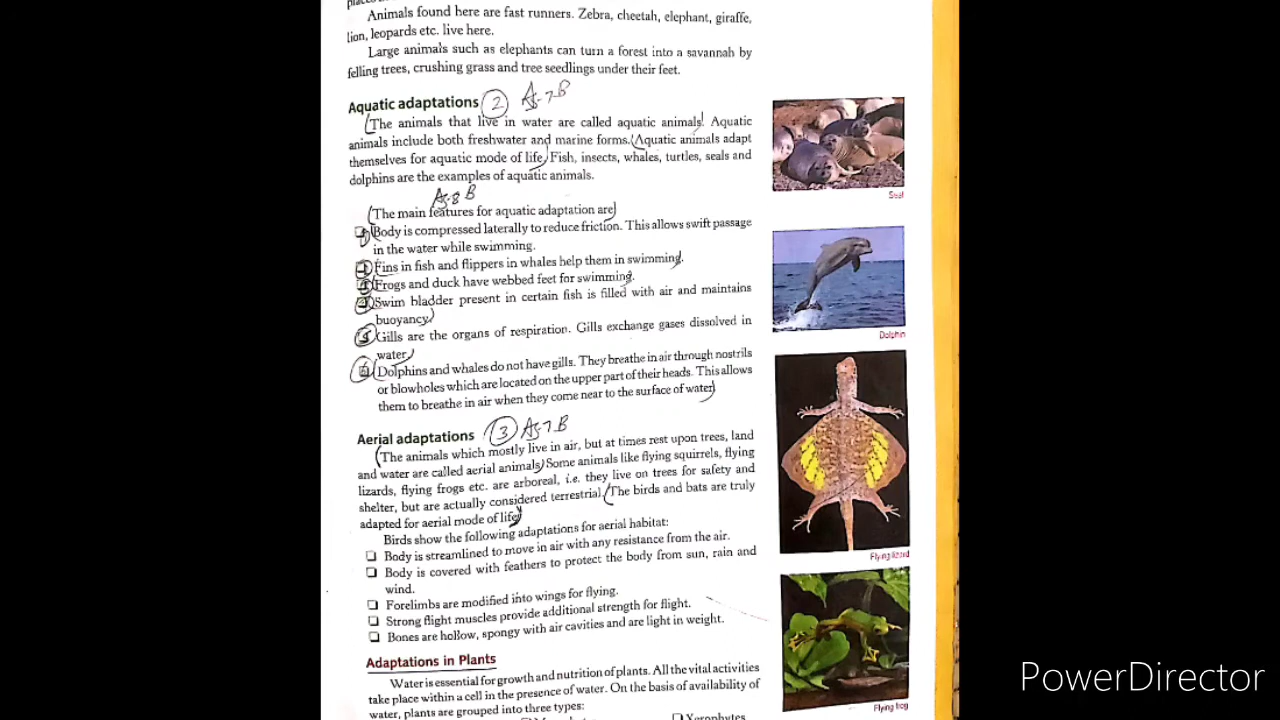 Animals found here are fast runners. Zebra, cheetah, elephant, giraffe,
lion, leopards etc. live here.
Large animals such as elephants can turn a forest into a savannah by
felling trees, crushing grass and tree seedlings under their feet.
Aquatic adaptations (2) As-7 B
(The animals that live in water are called aquatic animals. Aquatic
animals include both freshwater and marine forms. (Aquatic animals adapt
themselves for aquatic mode of life) Fish, insects, whales, turtles, seals and
dolphins are the examples of aquatic animals.
As-8 B
(The main features for aquatic adaptation are)
(Body is compressed laterally to reduce friction. This allows swift passage
in the water while swimming.
Fins in fish and flippers in whales help them in swimming.
Frogs and duck have webbed feet for swimming.
Swim bladder present in certain fish is filled with air and maintains
buoyancy)
5 Gills are the organs of respiration. Gills exchange gases dissolved in
water)
6 (Dolphins and whales do not have gills. They breathe in air through nostrils
or blowholes which are located on the upper part of their heads. This allows
them to breathe in air when they come near to the surface of water)
Aerial adaptations (3) As-7 B
(The animals which mostly live in air, but at times rest upon trees, land
and water are called aerial animals) Some animals like flying squirrels, flying
lizards, flying frogs etc. are arboreal, i.e. they live on trees for safety and
shelter, but are actually considered terrestrial. (The birds and bats are truly
adapted for aerial mode of life)
Birds show the following adaptations for aerial habitat:
❑ Body is streamlined to move in air with any resistance from the air.
❑ Body is covered with feathers to protect the body from sun, rain and
wind.
❑ Forelimbs are modified into wings for flying.
❑ Strong flight muscles provide additional strength for flight.
❑ Bones are hollow, spongy with air cavities and are light in weight.
Adaptations in Plants
Water is essential for growth and nutrition of plants. All the vital activities
take place within a cell in the presence of water. On the basis of availability of
water, plants are grouped into three types:
❑ Xerophytes
Seal
Dolphin
Flying lizard
Flying frog
PowerDirector